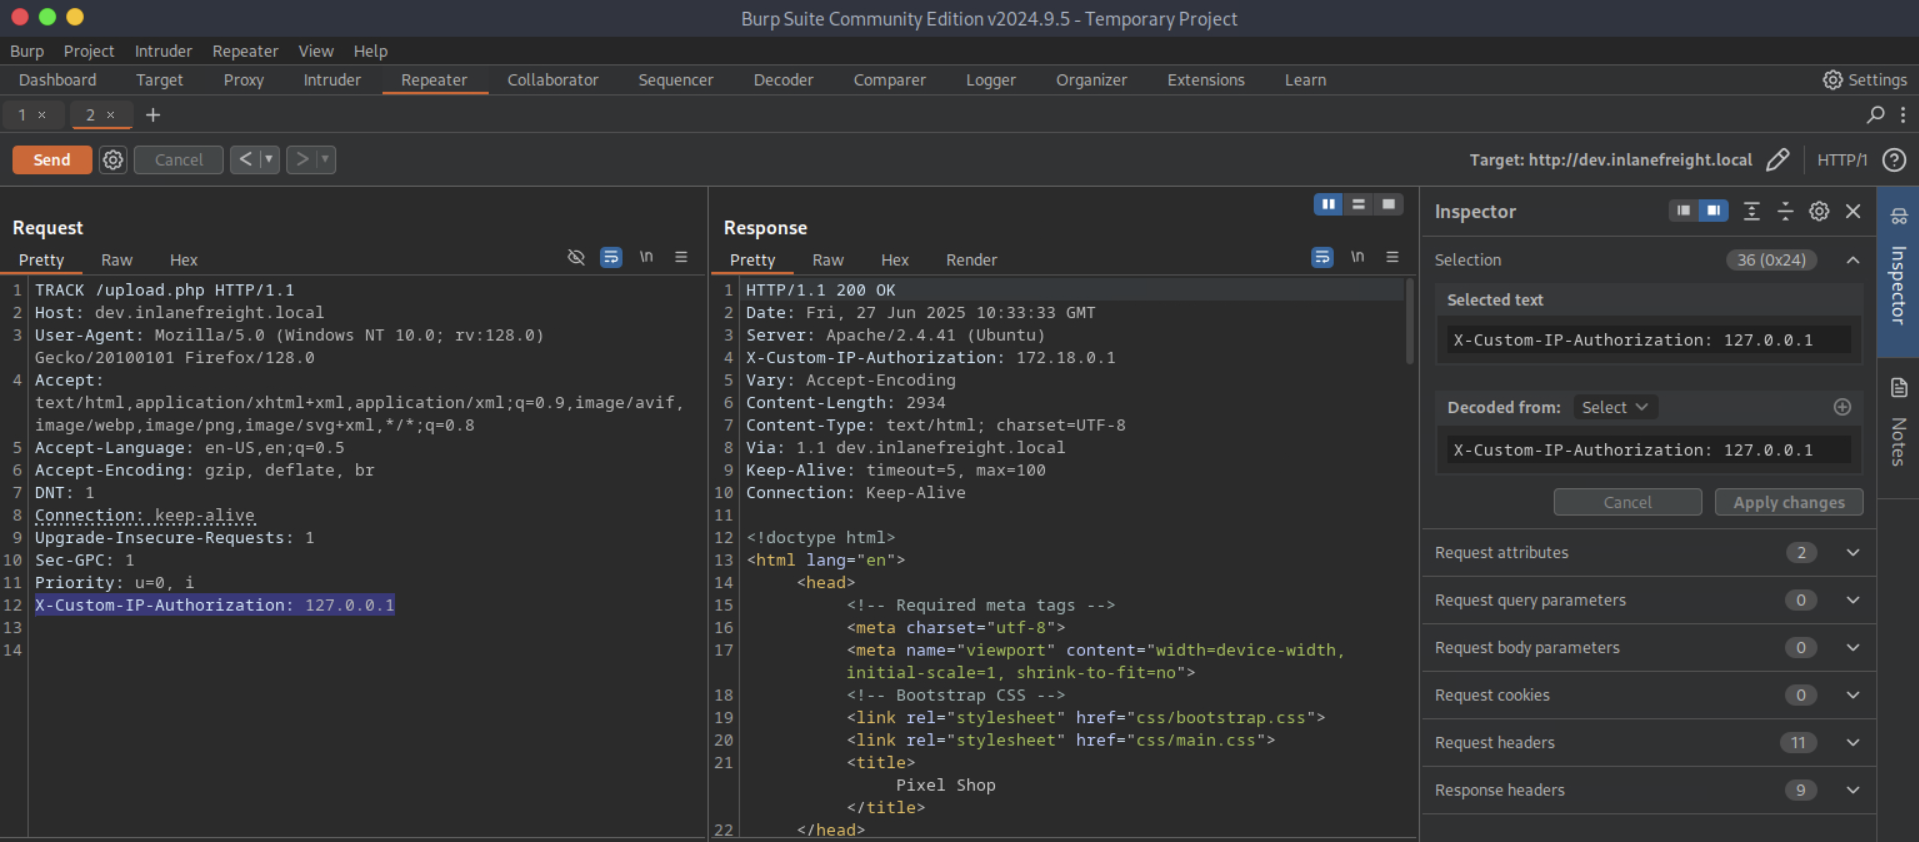 Burp Suite Community Edition v2024.9.5 - Temporary Project
Burp Project Intruder Repeater View Help
Dashboard Target Proxy Intruder Repeater Collaborator Sequencer Decoder Comparer Logger Organizer Extensions Learn Settings
1 × 2 × +
Send Cancel < > Target: http://dev.inlanefreight.local HTTP/1 ?
Request
Pretty Raw Hex \n
1 TRACK /upload.php HTTP/1.1
2 Host: dev.inlanefreight.local
3 User-Agent: Mozilla/5.0 (Windows NT 10.0; rv:128.0)
Gecko/20100101 Firefox/128.0
4 Accept:
text/html,application/xhtml+xml,application/xml;q=0.9,image/avif,
image/webp,image/png,image/svg+xml,*/*;q=0.8
5 Accept-Language: en-US,en;q=0.5
6 Accept-Encoding: gzip, deflate, br
7 DNT: 1
8 Connection: keep-alive
9 Upgrade-Insecure-Requests: 1
10 Sec-GPC: 1
11 Priority: u=0, i
12 X-Custom-IP-Authorization: 127.0.0.1
13
14
Response
Pretty Raw Hex Render \n
1 HTTP/1.1 200 OK
2 Date: Fri, 27 Jun 2025 10:33:33 GMT
3 Server: Apache/2.4.41 (Ubuntu)
4 X-Custom-IP-Authorization: 172.18.0.1
5 Vary: Accept-Encoding
6 Content-Length: 2934
7 Content-Type: text/html; charset=UTF-8
8 Via: 1.1 dev.inlanefreight.local
9 Keep-Alive: timeout=5, max=100
10 Connection: Keep-Alive
11
12 <!doctype html>
13 <html lang="en">
14 <head>
15 <!-- Required meta tags -->
16 <meta charset="utf-8">
17 <meta name="viewport" content="width=device-width,
initial-scale=1, shrink-to-fit=no">
18 <!-- Bootstrap CSS -->
19 <link rel="stylesheet" href="css/bootstrap.css">
20 <link rel="stylesheet" href="css/main.css">
21 <title>
Pixel Shop
</title>
22 </head>
Inspector
Selection 36 (0x24)
Selected text
X-Custom-IP-Authorization: 127.0.0.1
Decoded from: Select
X-Custom-IP-Authorization: 127.0.0.1
Cancel Apply changes
Request attributes 2
Request query parameters 0
Request body parameters 0
Request cookies 0
Request headers 11
Response headers 9
Inspector
Notes